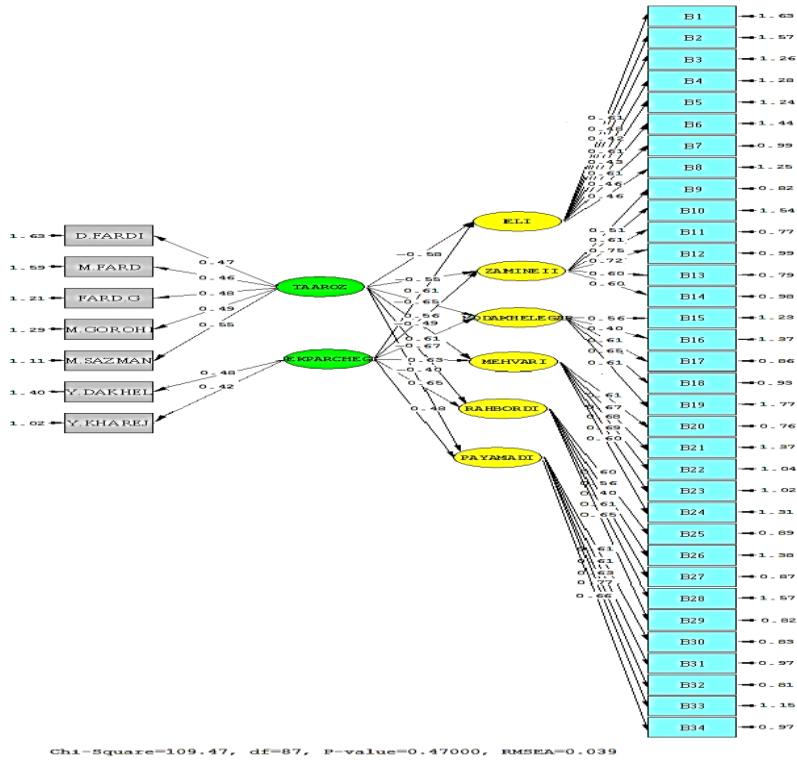 D.FARDI
M.FARD
FARD.G
M.GOROHI
M.SAZMAN
Y.DAKHEL
Y.KHAREJ
1.63
1.59
1.21
1.29
1.11
1.40
1.02
0.47
0.46
0.48
0.49
0.55
0.48
0.42
TAAROZ
EKPARCHEG
-0.58
-0.55
0.61
-0.65
0.56
-0.49
0.61
-0.67
0.63
-0.40
0.65
0.48
ELI
ZAMINEII
MEHVARI
RAHBORDI
PAYAMADI
0.61
0.46
0.46
0.51
0.61
0.75
0.72
0.60
0.60
0.56
0.40
0.61
0.65
0.61
0.61
0.67
0.68
0.69
0.60
0.60
0.56
0.40
0.61
0.65
0.61
0.61
0.63
0.77
0.66
B1 1.63
B2 1.57
B3 1.26
B4 1.28
B5 1.24
B6 1.44
B7 0.99
B8 1.25
B9 0.82
B10 1.54
B11 0.77
B12 0.99
B13 0.79
B14 0.98
B15 1.23
B16 1.37
B17 0.86
B18 0.93
B19 1.77
B20 0.76
B21 1.37
B22 1.04
B23 1.02
B24 1.31
B25 0.89
B26 1.38
B27 0.87
B28 1.57
B29 0.82
B30 0.83
B31 0.97
B32 0.81
B33 1.15
B34 0.97
Chi-Square=109.47, df=87, P-value=0.47000, RMSEA=0.039